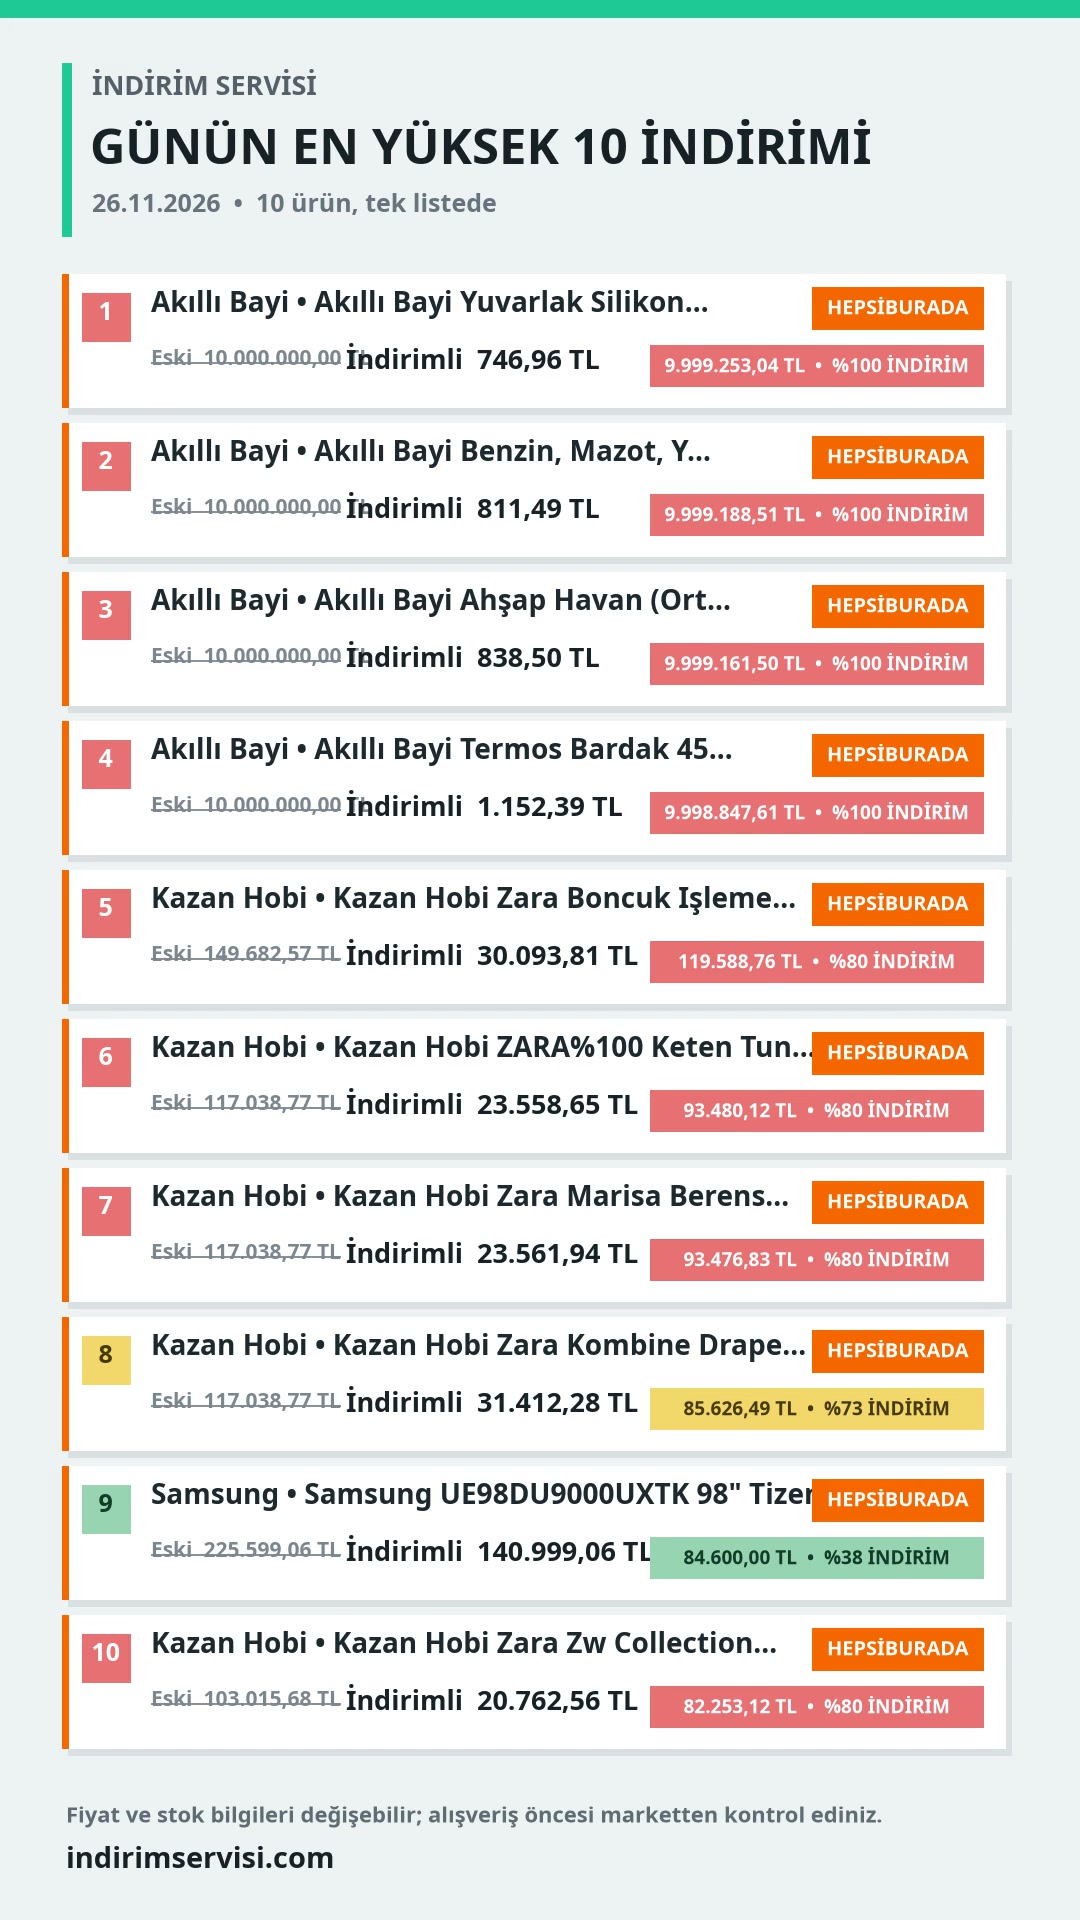 İNDİRİM SERVİSİ
GÜNÜN EN YÜKSEK 10 İNDİRİMİ
26.11.2026 • 10 ürün, tek listede
1 Akıllı Bayi • Akıllı Bayi Yuvarlak Silikon... HEPSİBURADA
Eski 10.000.000,00 TL İndirimli 746,96 TL 9.999.253,04 TL • %100 İNDİRİM
2 Akıllı Bayi • Akıllı Bayi Benzin, Mazot, Y... HEPSİBURADA
Eski 10.000.000,00 TL İndirimli 811,49 TL 9.999.188,51 TL • %100 İNDİRİM
3 Akıllı Bayi • Akıllı Bayi Ahşap Havan (Ort... HEPSİBURADA
Eski 10.000.000,00 TL İndirimli 838,50 TL 9.999.161,50 TL • %100 İNDİRİM
4 Akıllı Bayi • Akıllı Bayi Termos Bardak 45... HEPSİBURADA
Eski 10.000.000,00 TL İndirimli 1.152,39 TL 9.998.847,61 TL • %100 İNDİRİM
5 Kazan Hobi • Kazan Hobi Zara Boncuk Işleme... HEPSİBURADA
Eski 149.682,57 TL İndirimli 30.093,81 TL 119.588,76 TL • %80 İNDİRİM
6 Kazan Hobi • Kazan Hobi ZARA%100 Keten Tun... HEPSİBURADA
Eski 117.038,77 TL İndirimli 23.558,65 TL 93.480,12 TL • %80 İNDİRİM
7 Kazan Hobi • Kazan Hobi Zara Marisa Berens... HEPSİBURADA
Eski 117.038,77 TL İndirimli 23.561,94 TL 93.476,83 TL • %80 İNDİRİM
8 Kazan Hobi • Kazan Hobi Zara Kombine Drape... HEPSİBURADA
Eski 117.038,77 TL İndirimli 31.412,28 TL 85.626,49 TL • %73 İNDİRİM
9 Samsung • Samsung UE98DU9000UXTK 98" Tizen HEPSİBURADA
Eski 225.599,06 TL İndirimli 140.999,06 TL 84.600,00 TL • %38 İNDİRİM
10 Kazan Hobi • Kazan Hobi Zara Zw Collection... HEPSİBURADA
Eski 103.015,68 TL İndirimli 20.762,56 TL 82.253,12 TL • %80 İNDİRİM
Fiyat ve stok bilgileri değişebilir; alışveriş öncesi marketten kontrol ediniz.
indirimservisi.com